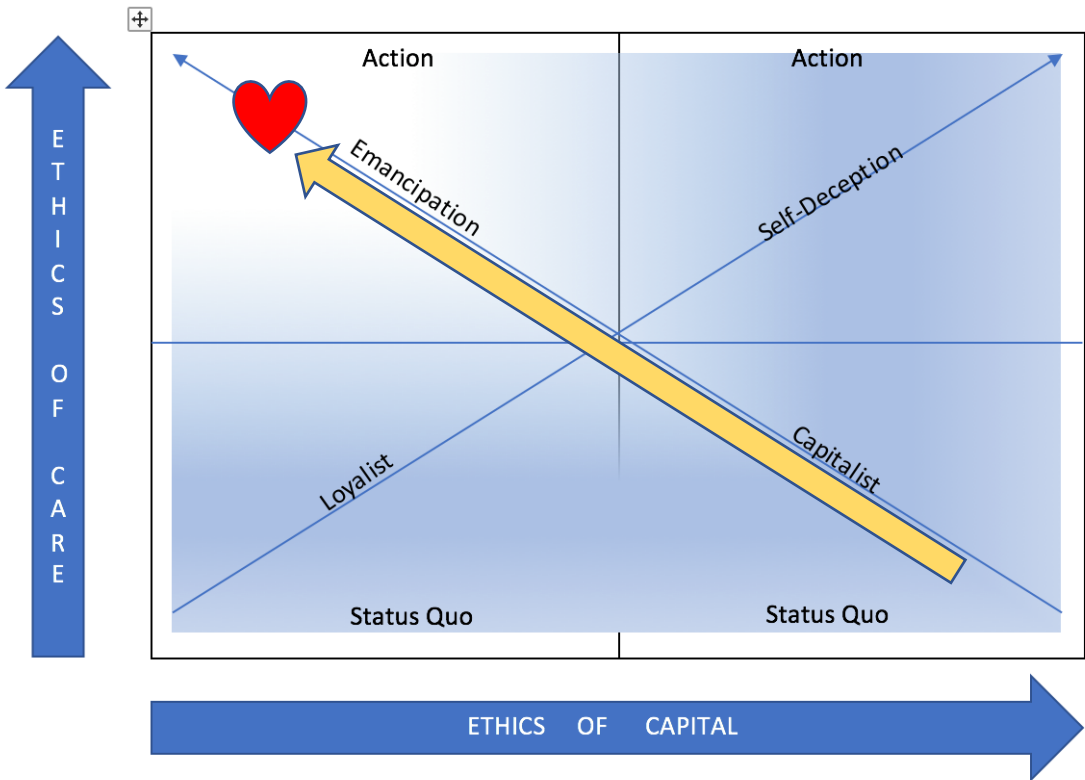 Action
Action
ETHICS OF CARE
Emancipation
Self-Deception
Loyalist
Capitalist
Status Quo
Status Quo
ETHICS OF CAPITAL